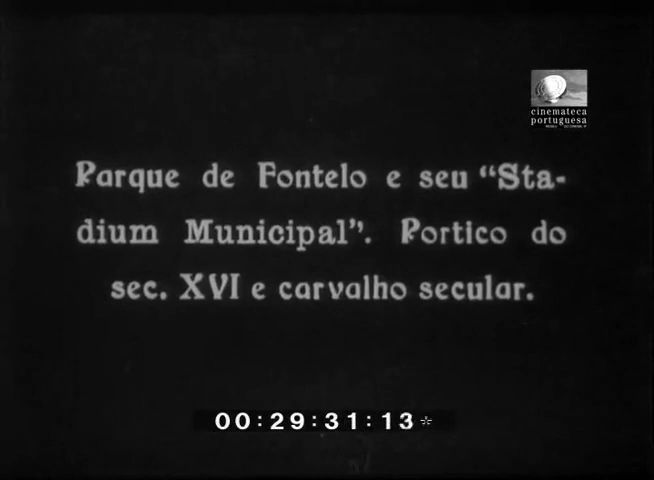 cinemateca
portuguesa
Parque de Fontelo e seu “Sta-
dium Municipal”. Portico do
sec. XVI e carvalho secular.
00:29:31:13